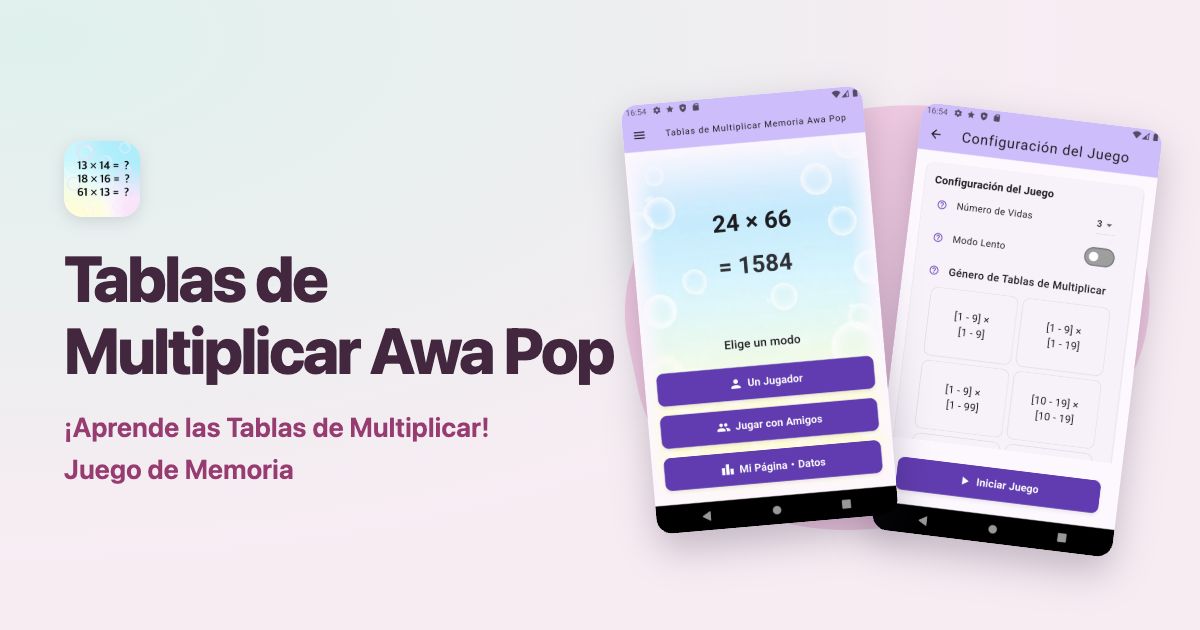 13 × 14 = ?
18 × 16 = ?
61 × 13 = ?
Tablas de
Multiplicar Awa Pop
¡Aprende las Tablas de Multiplicar!
Juego de Memoria
16:54
Tablas de Multiplicar Memoria Awa Pop
24 × 66
= 1584
Elige un modo
Un Jugador
Jugar con Amigos
Mi Página • Datos
16:54
Configuración del Juego
Configuración del Juego
Número de Vidas
3
Modo Lento
Género de Tablas de Multiplicar
[1 - 9] ×
[1 - 9]
[1 - 9] ×
[1 - 19]
[1 - 9] ×
[1 - 99]
[10 - 19] ×
[10 - 19]
Iniciar Juego